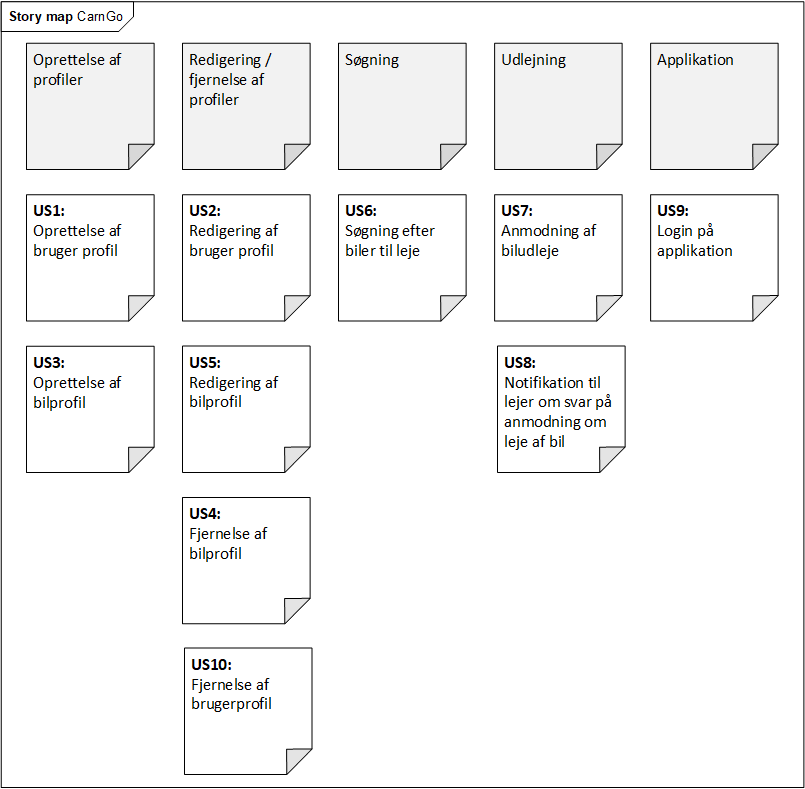 Story map CarnGo
Oprettelse af
profiler
Redigering /
fjernelse af
profiler
Søgning
Udlejning
Applikation
US1:
Oprettelse af
bruger profil
US2:
Redigering af
bruger profil
US6:
Søgning efter
biler til leje
US7:
Anmodning af
biludleje
US9:
Login på
applikation
US3:
Oprettelse af
bilprofil
US5:
Redigering af
bilprofil
US8:
Notifikation til
lejer om svar på
anmodning om
leje af bil
US4:
Fjernelse af
bilprofil
US10:
Fjernelse af
brugerprofil